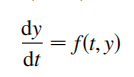 dy/dt = f(t, y)